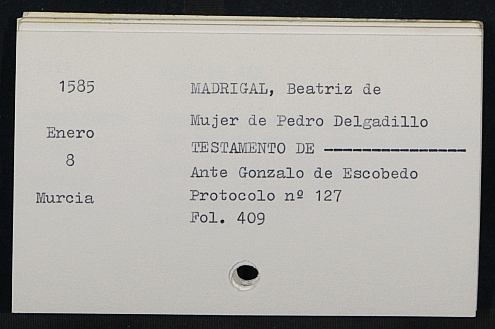 1585
MADRIGAL, Beatriz de
Mujer de Pedro Delgadillo
Enero
8
TESTAMENTO DE ------------------
Ante Gonzalo de Escobedo
Murcia
Protocolo nº 127
Fol. 409